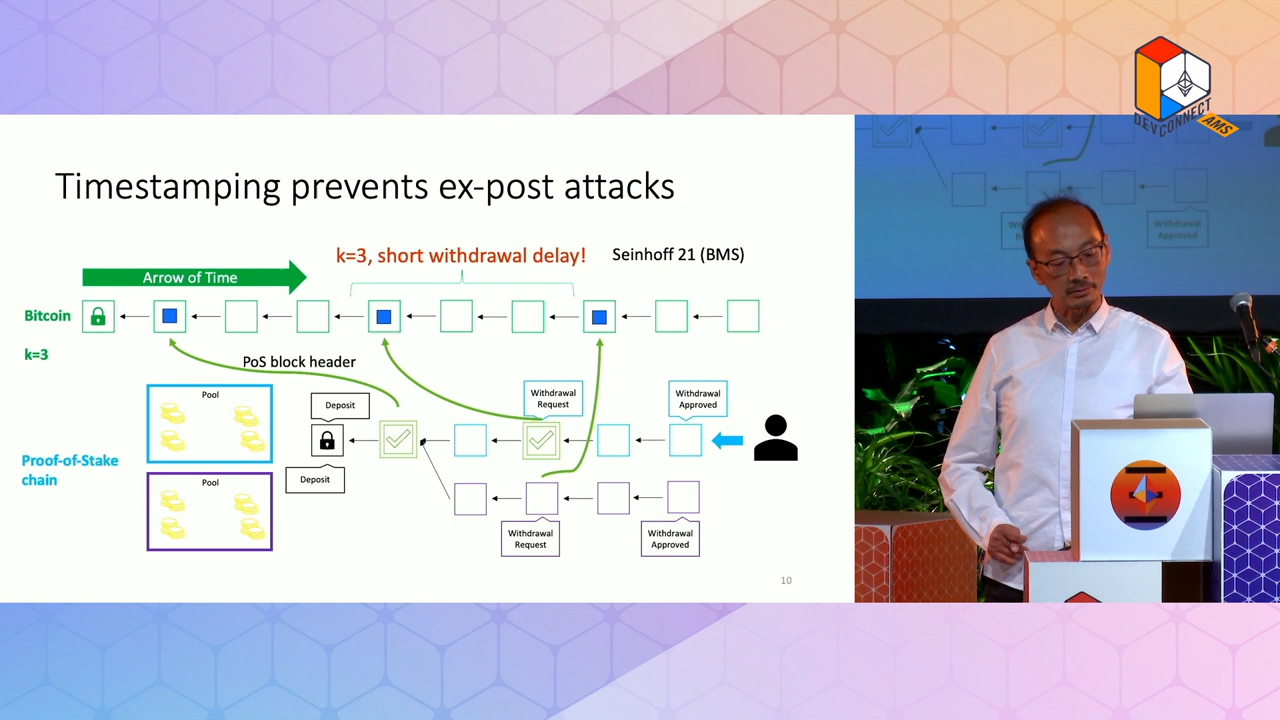 DEVCONNECT
AMS
Timestamping prevents ex-post attacks
k=3, short withdrawal delay!
Seinhoff 21 (BMS)
Arrow of Time
Bitcoin
k=3
PoS block header
Pool
Deposit
Withdrawal
Request
Withdrawal
Approved
Proof-of-Stake
chain
Deposit
Pool
Withdrawal
Request
Withdrawal
Approved
10
Withdrawal
Approved